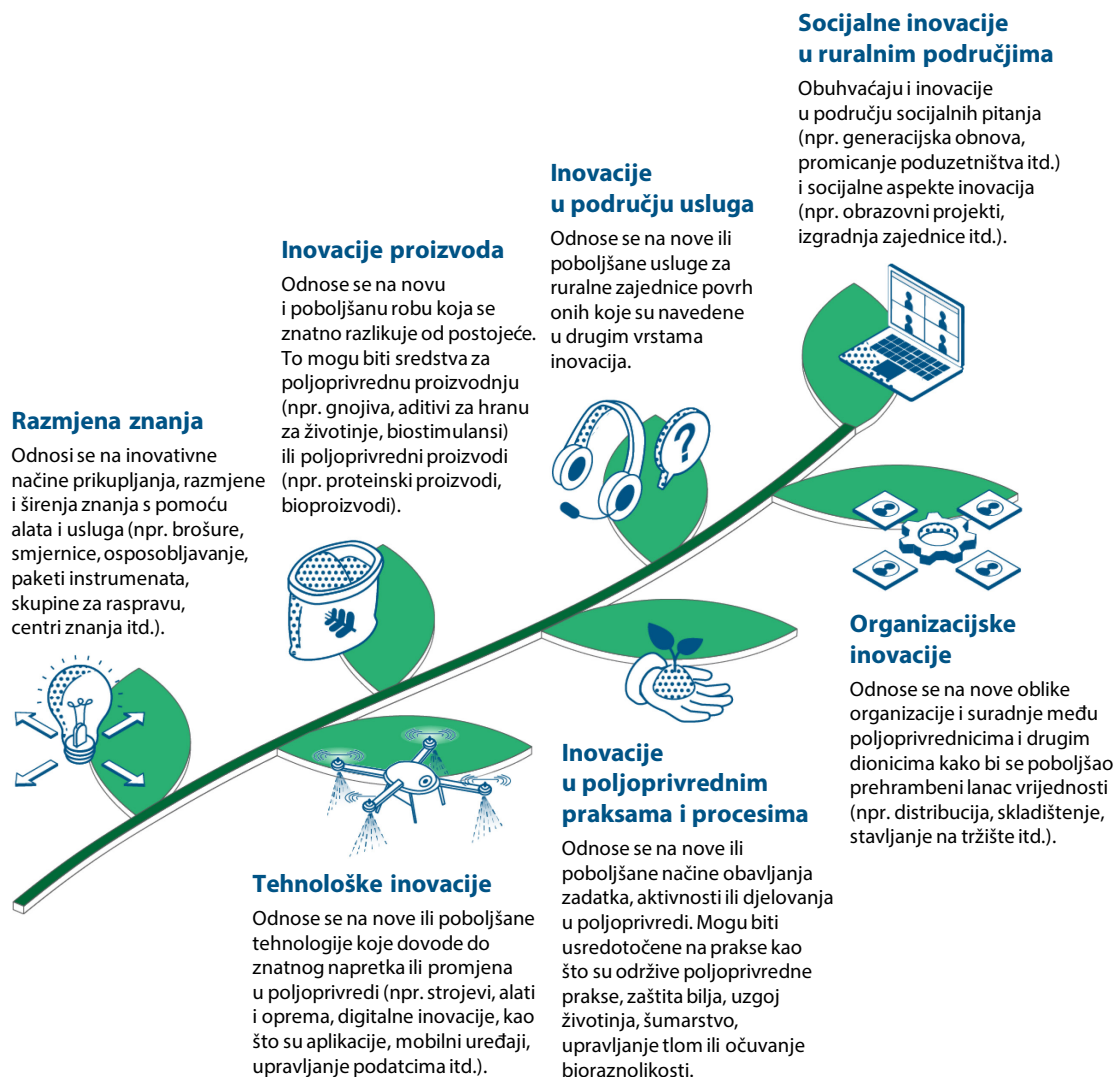 Socijalne inovacije
u ruralnim područjima
Obuhvaćaju i inovacije
u području socijalnih pitanja
(npr. generacijska obnova,
promicanje poduzetništva itd.)
i socijalne aspekte inovacija
(npr. obrazovni projekti,
izgradnja zajednice itd.).
Inovacije
u području usluga
Odnose se na nove ili
poboljšane usluge za
ruralne zajednice povrh
onih koje su navedene
u drugim vrstama
inovacija.
Inovacije proizvoda
Odnose se na novu
i poboljšanu robu koja se
znatno razlikuje od postojeće.
To mogu biti sredstva za
poljoprivrednu proizvodnju
(npr. gnojiva, aditivi za hranu
za životinje, biostimulansi)
ili poljoprivredni proizvodi
(npr. proteinski proizvodi,
bioproizvodi).
Razmjena znanja
Odnosi se na inovativne
načine prikupljanja, razmjene
i širenja znanja s pomoću
alata i usluga (npr. brošure,
smjernice, osposobljavanje,
paketi instrumenata,
skupine za raspravu,
centri znanja itd.).
?
Organizacijske
inovacije
Odnose se na nove oblike
organizacije i suradnje među
poljoprivrednicima i drugim
dionicima kako bi se poboljšao
prehrambeni lanac vrijednosti
(npr. distribucija, skladištenje,
stavljanje na tržište itd.).
Inovacije
u poljoprivrednim
praksama i procesima
Odnose se na nove ili
poboljšane načine obavljanja
zadatka, aktivnosti ili djelovanja
u poljoprivredi. Mogu biti
usredotočene na prakse kao
što su održive poljoprivredne
prakse, zaštita bilja, uzgoj
životinja, šumarstvo,
upravljanje tlom ili očuvanje
bioraznolikosti.
Tehnološke inovacije
Odnose se na nove ili poboljšane
tehnologije koje dovode do
znatnog napretka ili promjena
u poljoprivredi (npr. strojevi, alati
i oprema, digitalne inovacije, kao
što su aplikacije, mobilni uređaji,
upravljanje podatcima itd.).